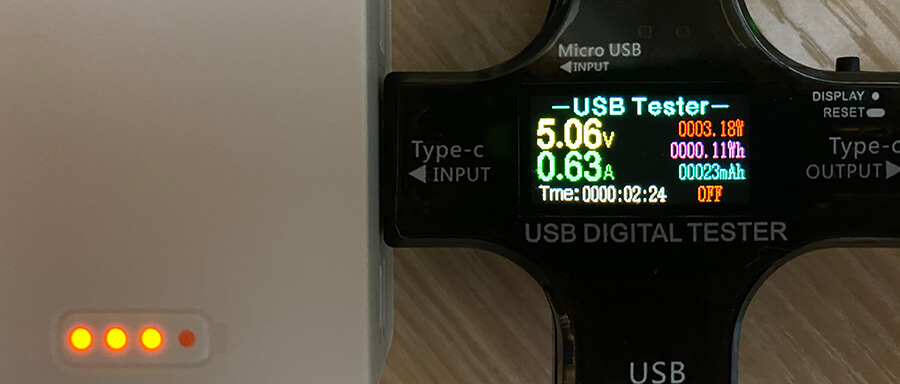 Micro USB
◀INPUT
DISPLAY
RESET
Type-c
◀ INPUT
—USB Tester—
5.06V
0003.18W
0000.11Wh
0.63A
00023mAh
Tme:0000:02:24
OFF
Type-c
OUTPUT▶
USB DIGITAL TESTER
USB